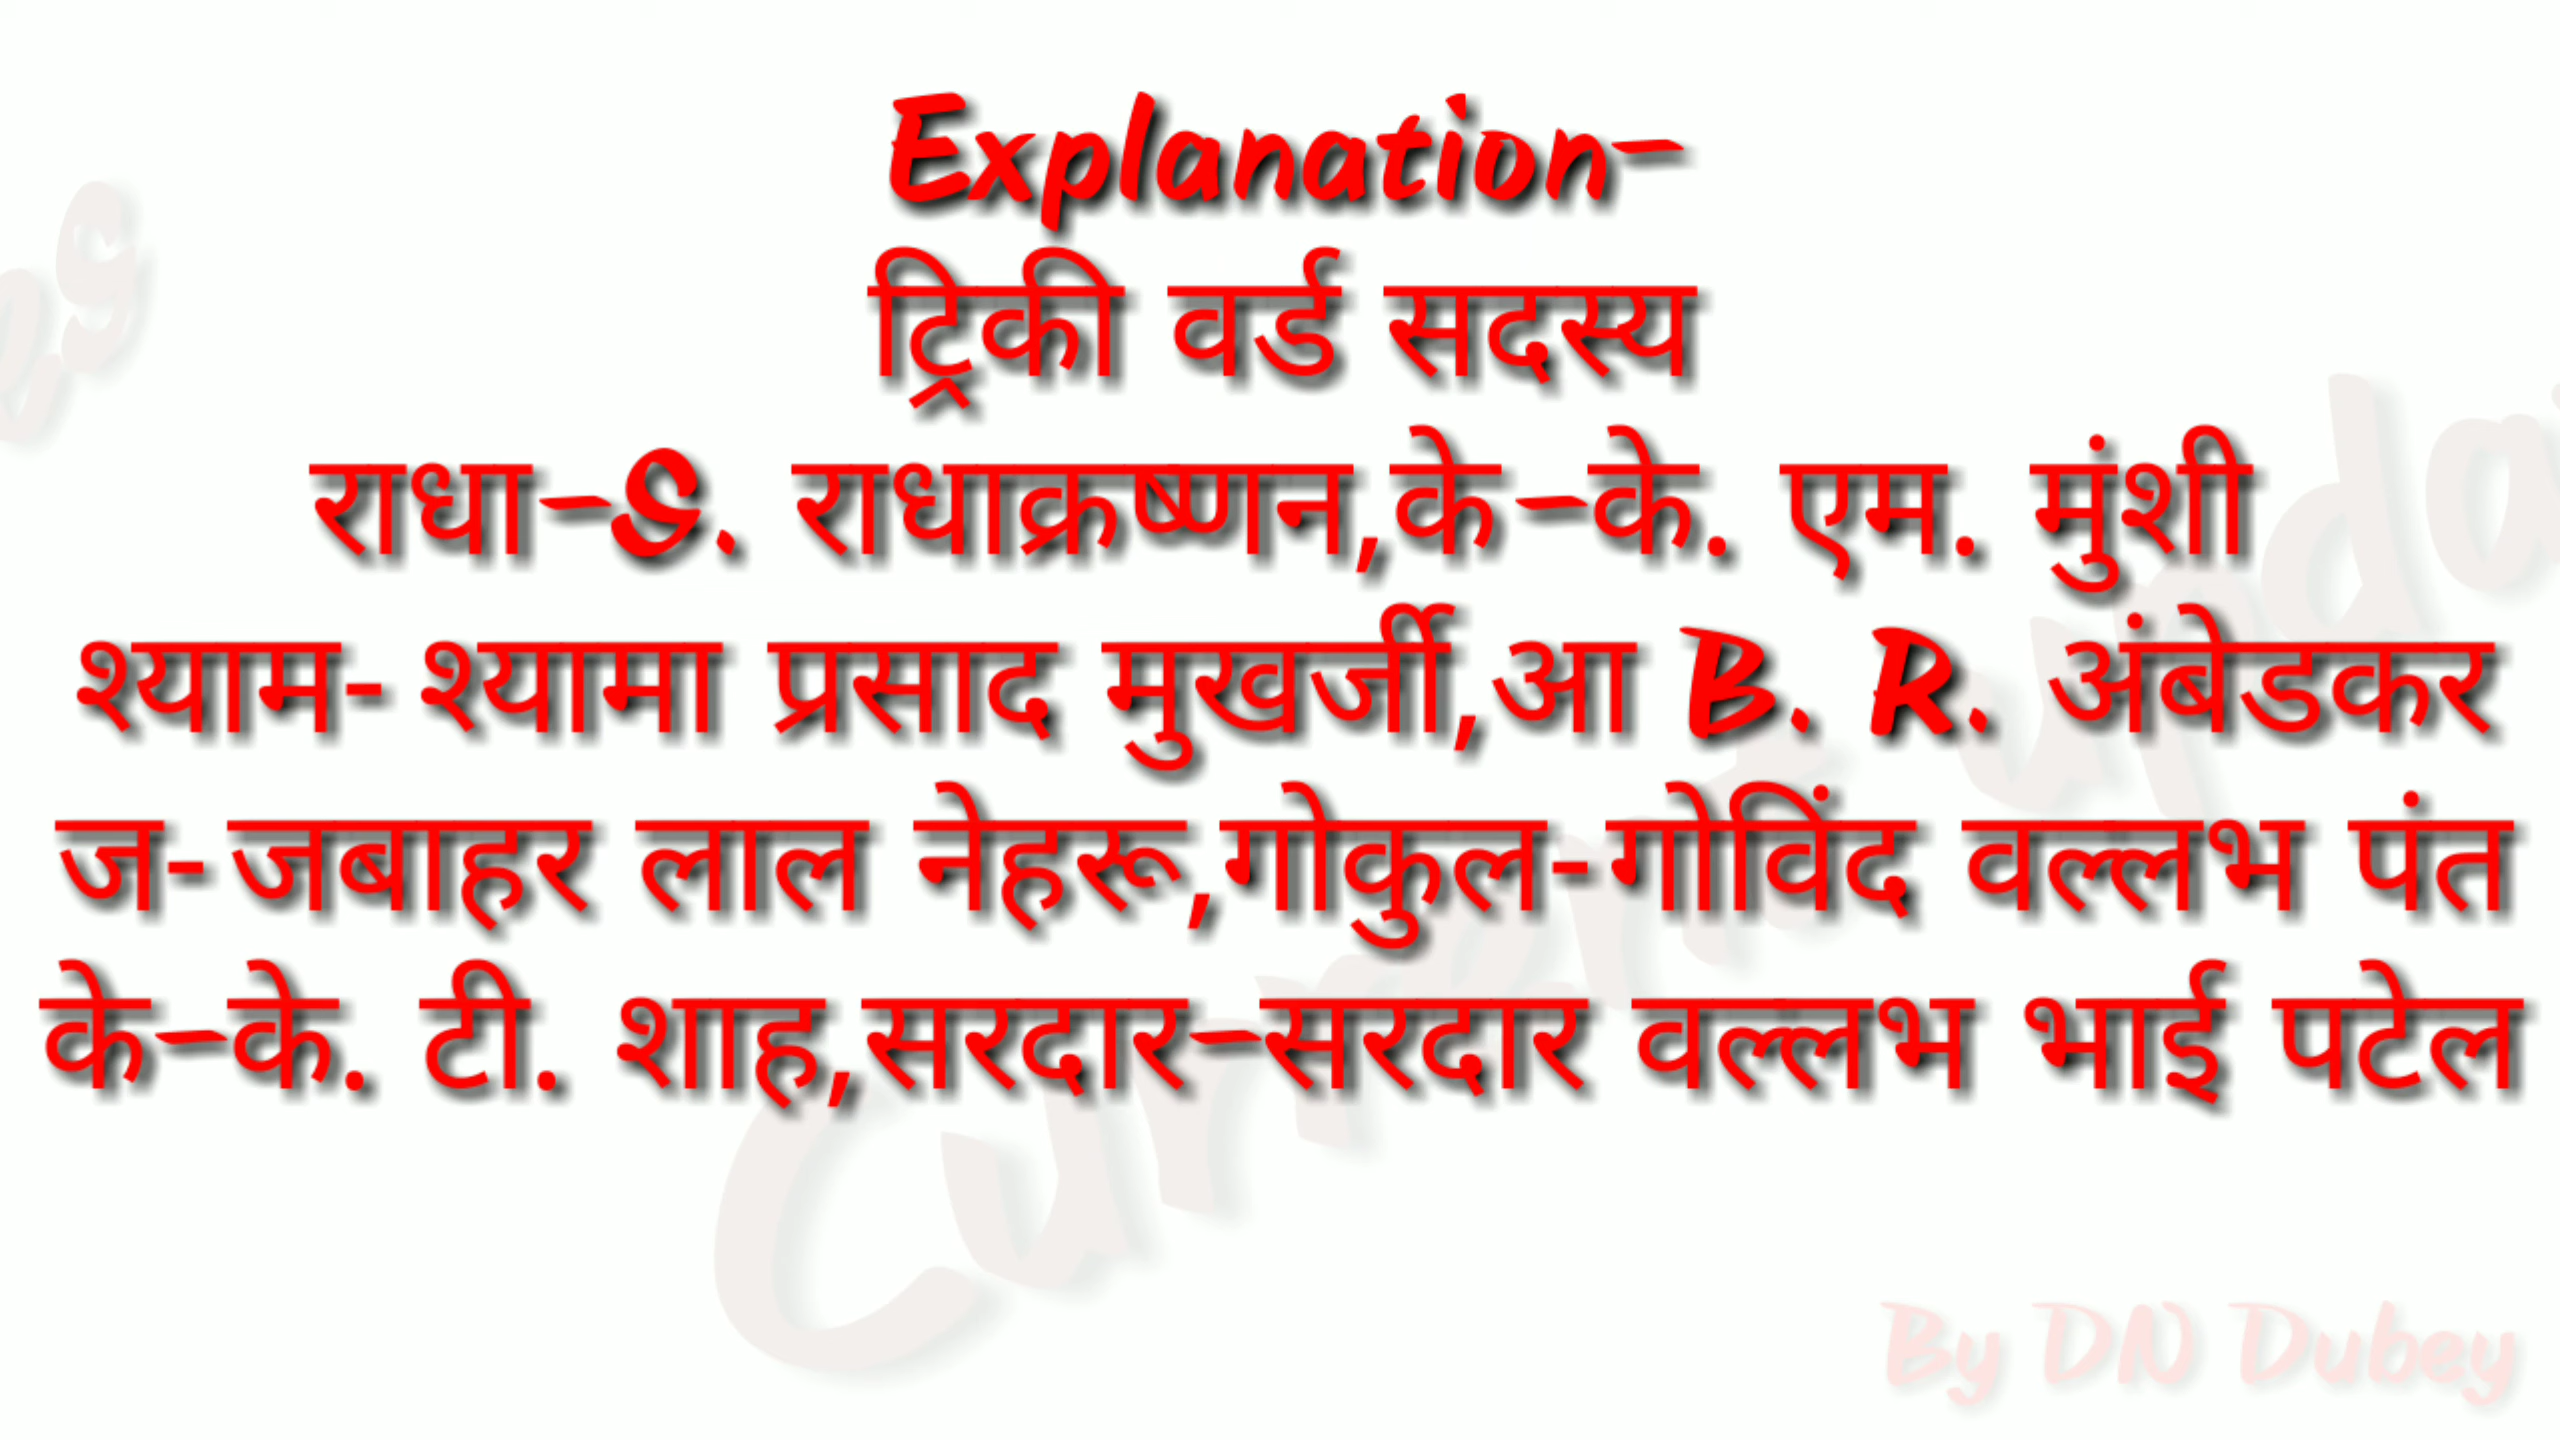 Explanation-
ट्रिकी वर्ड सदस्य
राधा-S. राधाक्रष्णन,के-के. एम. मुंशी
श्याम- श्यामा प्रसाद मुखर्जी,आ B. R. अंबेडकर
ज- जबाहर लाल नेहरू,गोकुल-गोविंद वल्लभ पंत
के-के. टी. शाह,सरदार-सरदार वल्लभ भाई पटेल
By DN Dubey